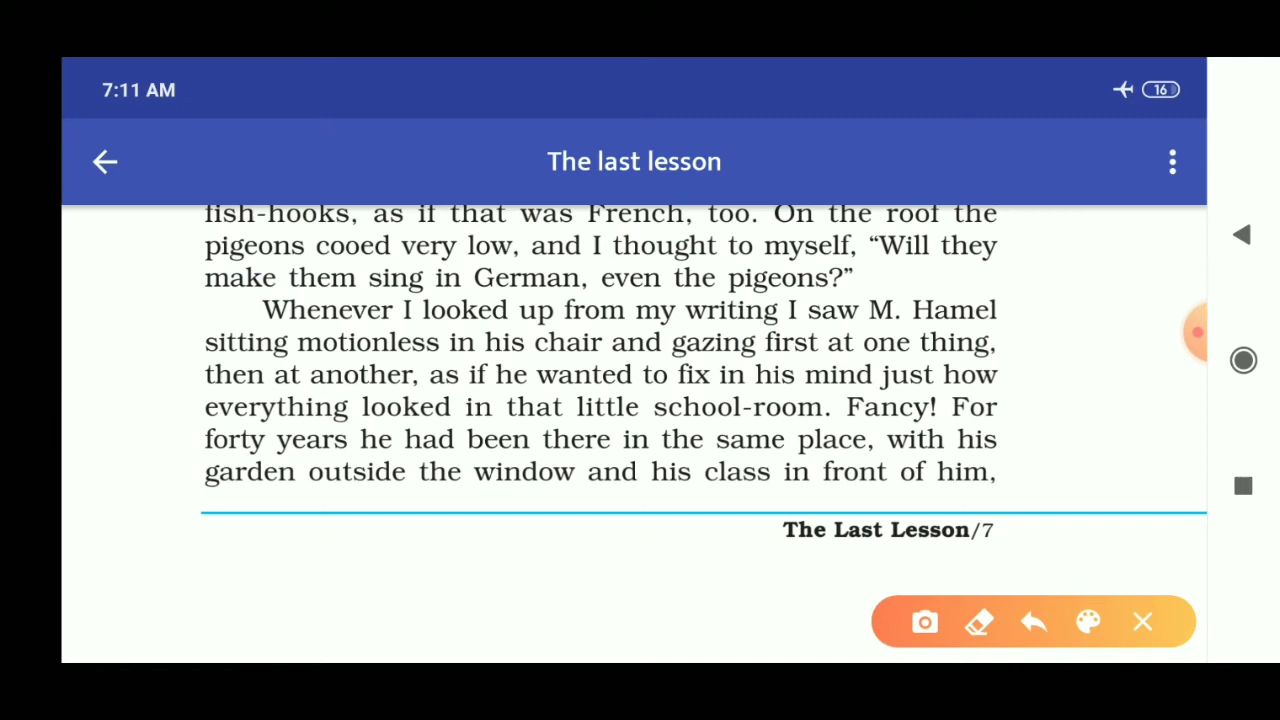 7:11 AM
16
The last lesson
fish-hooks, as if that was French, too. On the roof the
pigeons cooed very low, and I thought to myself, “Will they
make them sing in German, even the pigeons?”
Whenever I looked up from my writing I saw M. Hamel
sitting motionless in his chair and gazing first at one thing,
then at another, as if he wanted to fix in his mind just how
everything looked in that little school-room. Fancy! For
forty years he had been there in the same place, with his
garden outside the window and his class in front of him,
The Last Lesson/7